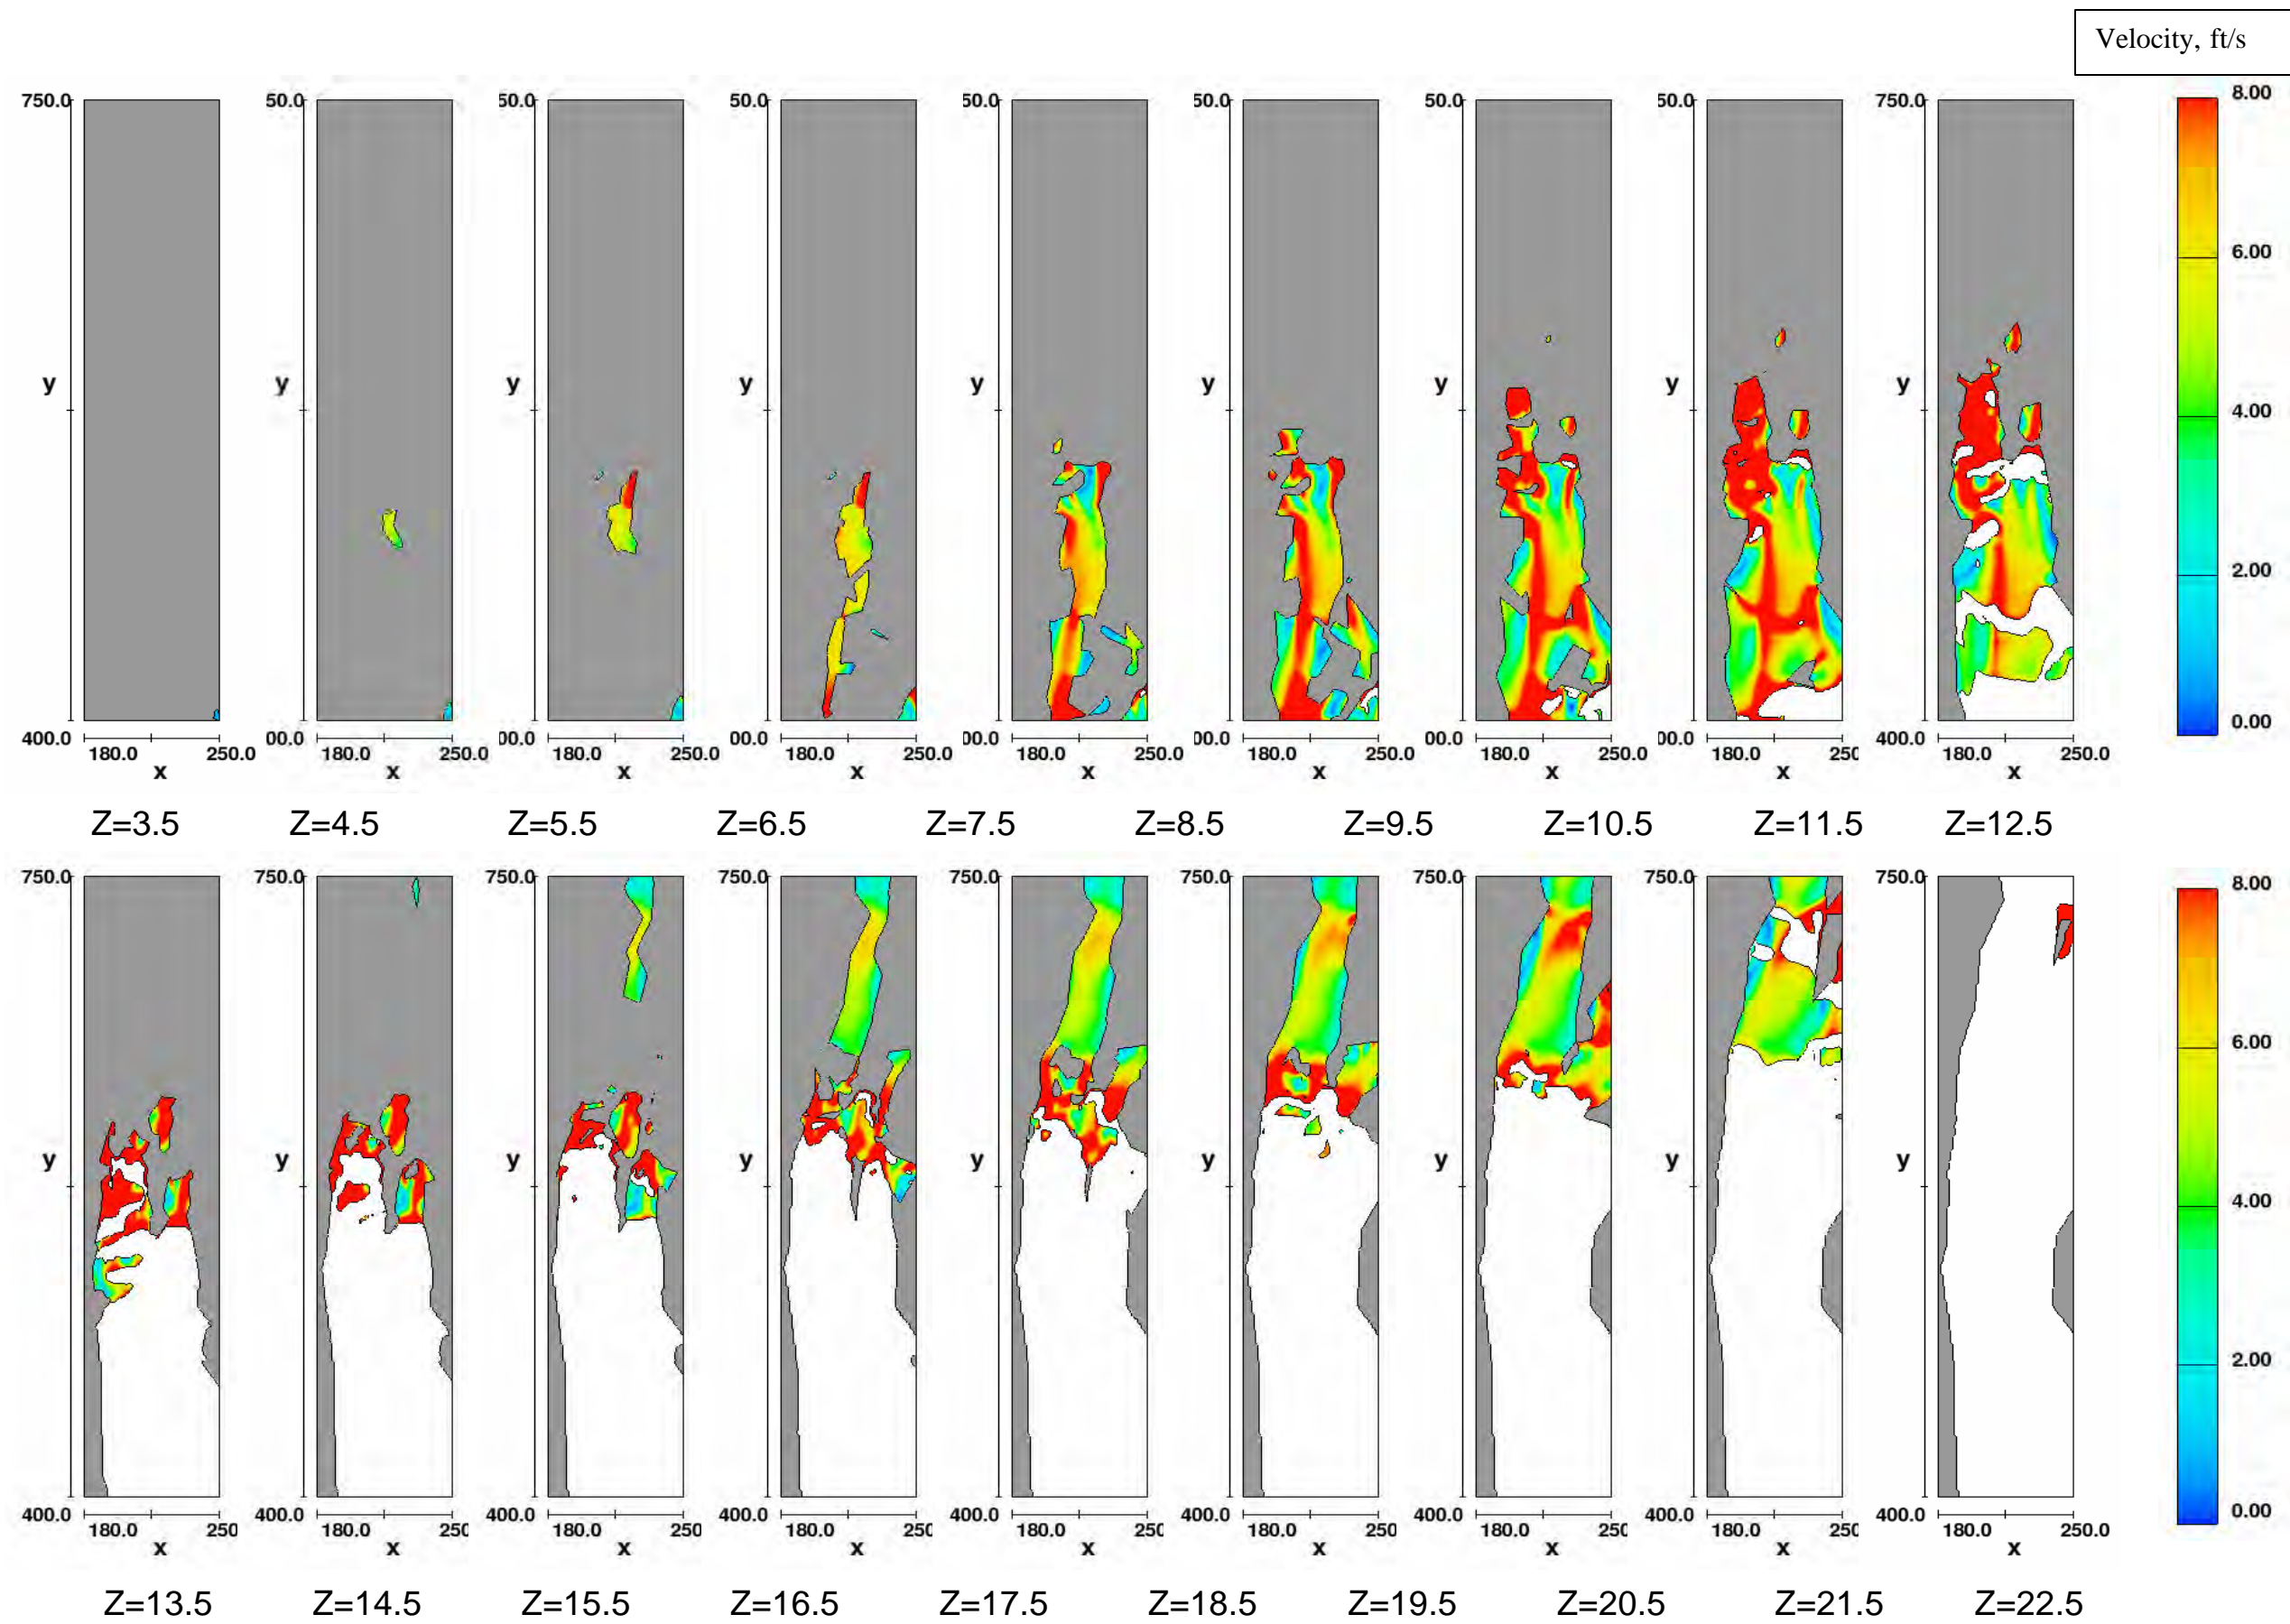 Velocity, ft/s
750.0 50.0 50.0 50.0 50.0 50.0 50.0 50.0 750.0 8.00
6.00
y y y y y y y y y 4.00
2.00
0.00
400.0 00.0 00.0 00.0 00.0 00.0 00.0 00.0 400.0
180.0 250.0 180.0 250.0 180.0 250.0 180.0 250.0 180.0 250.0 180.0 250.0 180.0 250.0 180.0 250 180.0 250.0
x x x x x x x x x
Z=3.5 Z=4.5 Z=5.5 Z=6.5 Z=7.5 Z=8.5 Z=9.5 Z=10.5 Z=11.5 Z=12.5
750.0 750.0 750.0 750.0 750.0 750.0 750.0 750.0 750.0 8.00
6.00
y y y y y y y y y 4.00
2.00
0.00
400.0 400.0 400.0 400.0 400.0 400.0 400.0 400.0 400.0
180.0 250 180.0 250 180.0 250 180.0 250 180.0 250 180.0 250 180.0 250 180.0 250 180.0 250.0
x x x x x x x x x
Z=13.5 Z=14.5 Z=15.5 Z=16.5 Z=17.5 Z=18.5 Z=19.5 Z=20.5 Z=21.5 Z=22.5